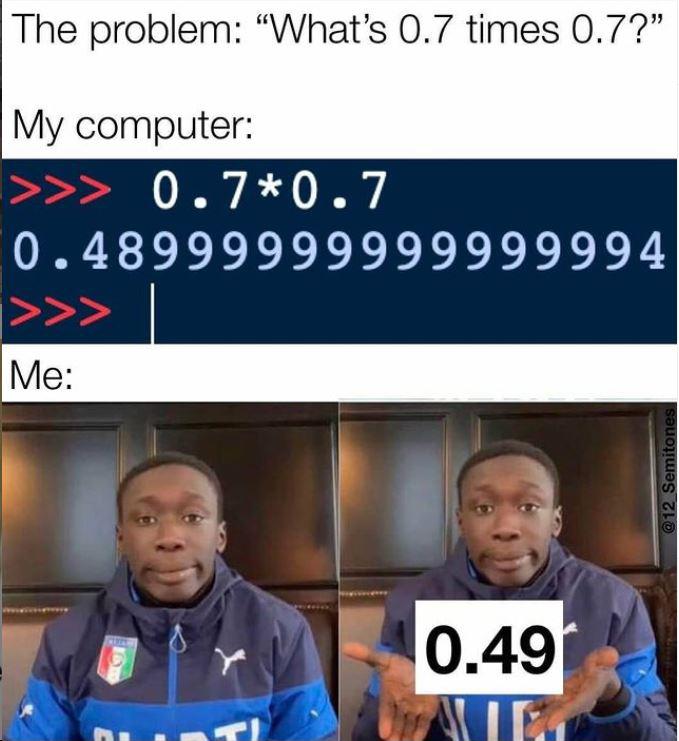 The problem: “What’s 0.7 times 0.7?”
My computer:
>>> 0.7*0.7
0.48999999999999994
>>>
Me:
@12_Semitones
0.49